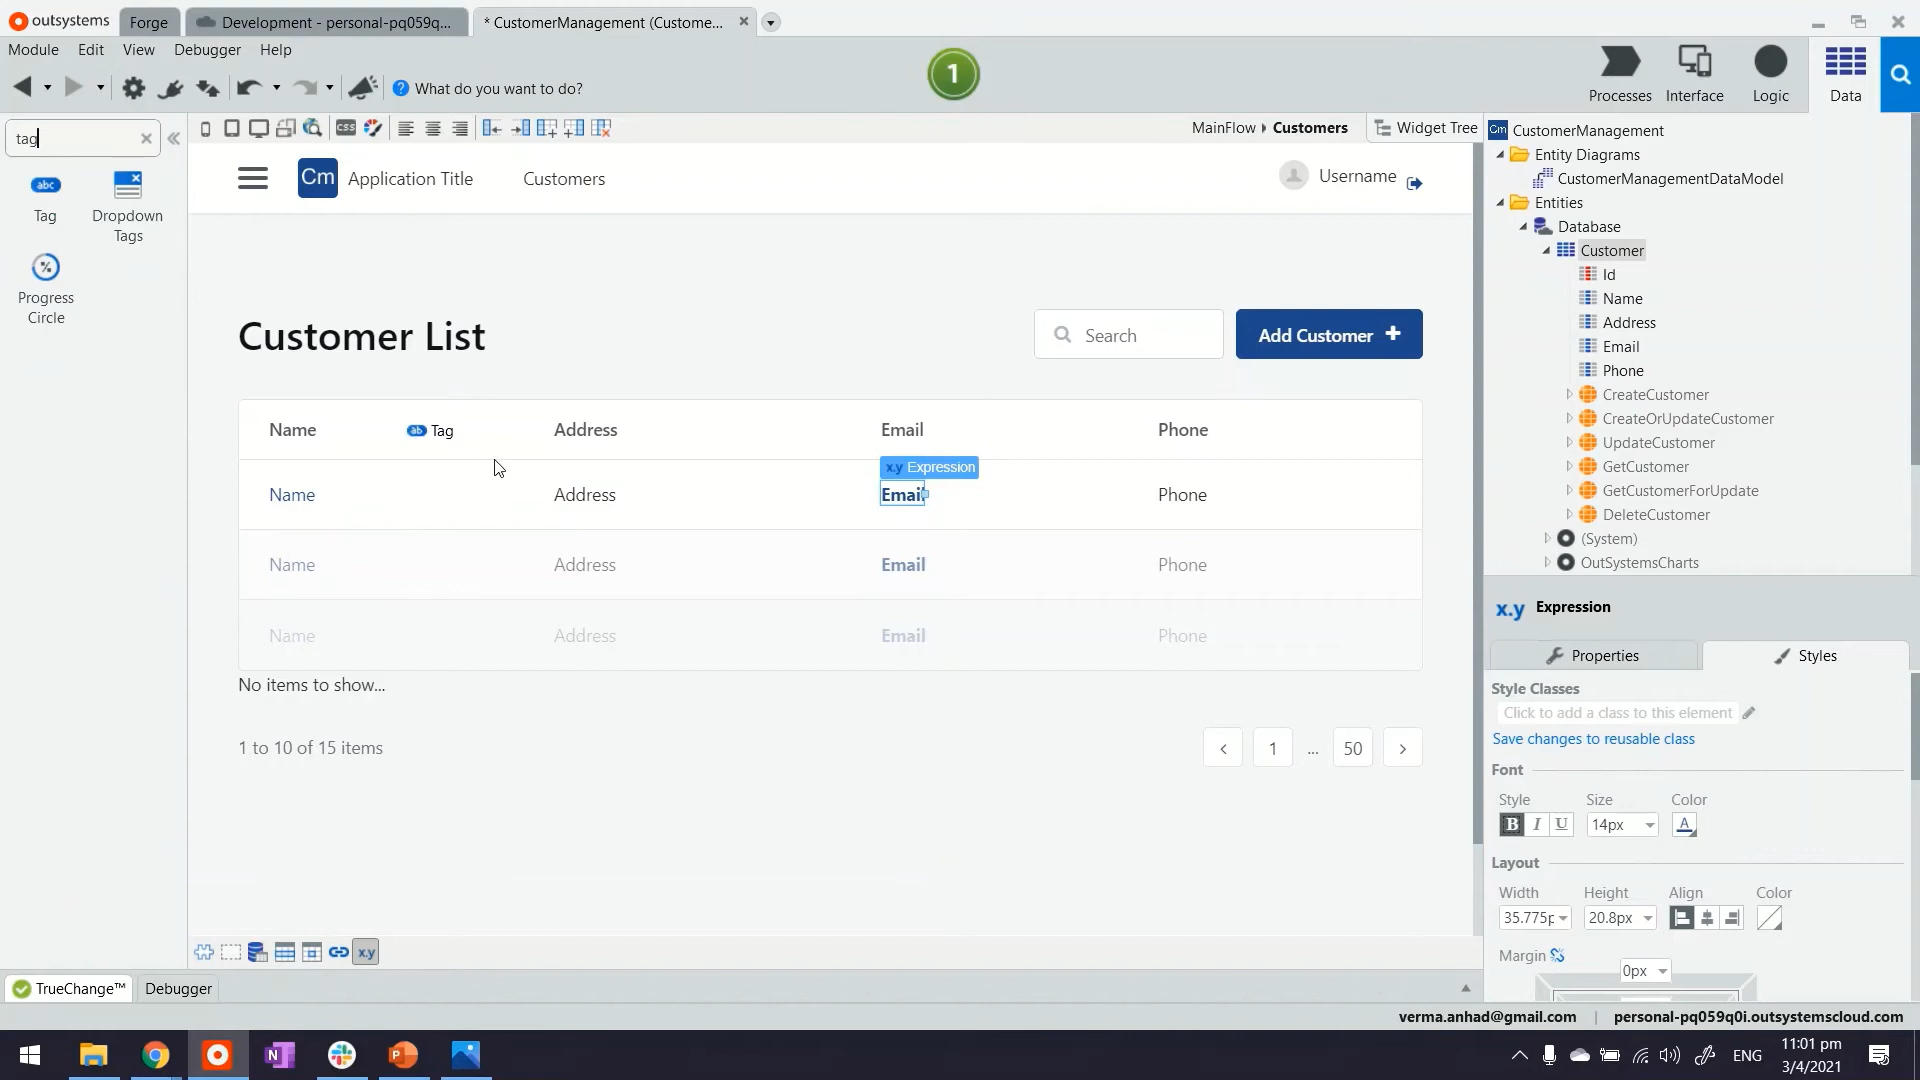 outsystems
Forge
Development - personal-pq059q...
* CustomerManagement (Custome...
Module Edit View Debugger Help
What do you want to do?
1
Processes Interface Logic Data
tag
MainFlow Customers
Widget Tree
abc
Tag
Dropdown
Tags
Progress
Circle
Cm Application Title Customers
Username
Customer List
Search
Add Customer
Name Address Email Phone
ab Tag
x.y Expression
Name Address Email Phone
Name Address Email Phone
Name Address Email Phone
No items to show...
1 to 10 of 15 items
1 ... 50
x.y
Cm CustomerManagement
Entity Diagrams
CustomerManagementDataModel
Entities
Database
Customer
Id
Name
Address
Email
Phone
CreateCustomer
CreateOrUpdateCustomer
UpdateCustomer
GetCustomer
GetCustomerForUpdate
DeleteCustomer
(System)
OutSystemsCharts
x.y Expression
Properties Styles
Style Classes
Click to add a class to this element
Save changes to reusable class
Font
Style Size Color
B I U 14px A
Layout
Width Height Align Color
35.775p 20.8px
Margin
0px
TrueChange™ Debugger
verma.anhad@gmail.com | personal-pq059q0i.outsystemscloud.com
ENG
11:01 pm
3/4/2021